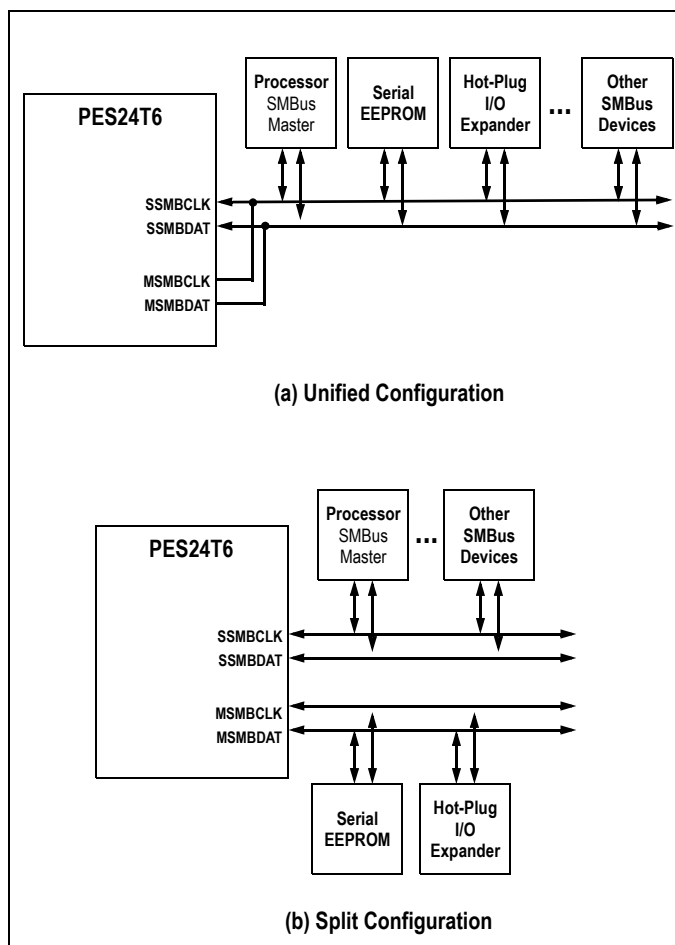 PES24T6
Processor
SMBus
Master
Serial
EEPROM
Hot-Plug
I/O
Expander
...
Other
SMBus
Devices
SSMBCLK
SSMBDAT
MSMBCLK
MSMBDAT
(a) Unified Configuration
PES24T6
Processor
SMBus
Master
...
Other
SMBus
Devices
SSMBCLK
SSMBDAT
MSMBCLK
MSMBDAT
Serial
EEPROM
Hot-Plug
I/O
Expander
(b) Split Configuration